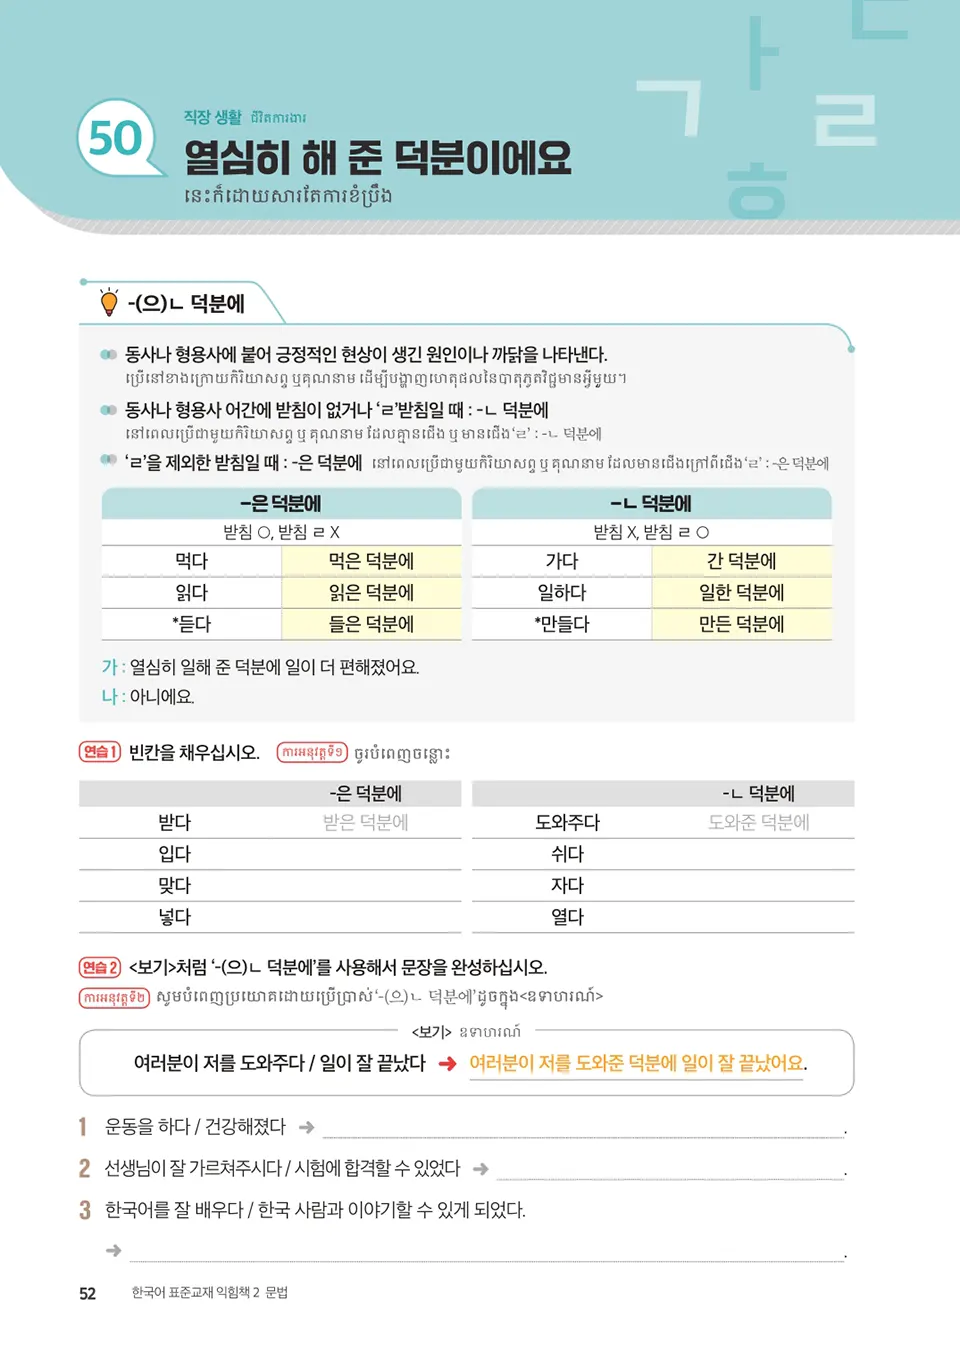 50
직장 생활 ជីវិតការងារ
열심히 해 준 덕분이에요
នេះក៏ដោយសារតែការខំប្រឹង
-(으)ㄴ 덕분에
동사나 형용사에 붙어 긍정적인 현상이 생긴 원인이나 까닭을 나타낸다.
ប្រើនៅខាងក្រោយកិរិយាសព្ទ ឬគុណនាម ដើម្បីបង្ហាញហេតុផលនៃបាតុភូតវិជ្ជមានអ្វីមួយ។
동사나 형용사 어간에 받침이 없거나 ‘ㄹ’받침일 때 : -ㄴ 덕분에
នៅពេលប្រើជាមួយកិរិយាសព្ទ ឬ គុណនាម ដែលគ្មានជើង ឬ មានជើង‘ㄹ’ : -ㄴ 덕분에
‘ㄹ’을 제외한 받침일 때 : -은 덕분에 នៅពេលប្រើជាមួយកិរិយាសព្ទ ឬ គុណនាម ដែលមានជើងក្រៅពីជើង‘ㄹ’ : -은 덕분에
-은 덕분에 -ㄴ 덕분에
받침 O, 받침 ㄹ X 받침 X, 받침 ㄹ O
먹다 먹은 덕분에 가다 간 덕분에
읽다 읽은 덕분에 일하다 일한 덕분에
*듣다 들은 덕분에 *만들다 만든 덕분에
가 : 열심히 일해 준 덕분에 일이 더 편해졌어요.
나 : 아니에요.
연습 1 빈칸을 채우십시오. ការអនុវត្តទី១ ចូរបំពេញចន្លោះ
-은 덕분에 -ㄴ 덕분에
받다 받은 덕분에 도와주다 도와준 덕분에
입다 쉬다
맞다 자다
넣다 열다
연습 2 <보기>처럼 ‘-(으)ㄴ 덕분에’를 사용해서 문장을 완성하십시오.
ការអនុវត្តទី២ សូមបំពេញប្រយោគដោយប្រើប្រាស់ ‘-(으)ㄴ 덕분에’ ដូចក្នុង<ឧទាហរណ៍>
<보기> ឧទាហរណ៍
여러분이 저를 도와주다 / 일이 잘 끝났다 ➜ 여러분이 저를 도와준 덕분에 일이 잘 끝났어요.
1 운동을 하다 / 건강해졌다 ➜ .
2 선생님이 잘 가르쳐주시다 / 시험에 합격할 수 있었다 ➜ .
3 한국어를 잘 배우다 / 한국 사람과 이야기할 수 있게 되었다.
➜ .
52 한국어 표준교재 익힘책 2 문법
ㄱ ㅏ ㄴ ㄹ ㅎ